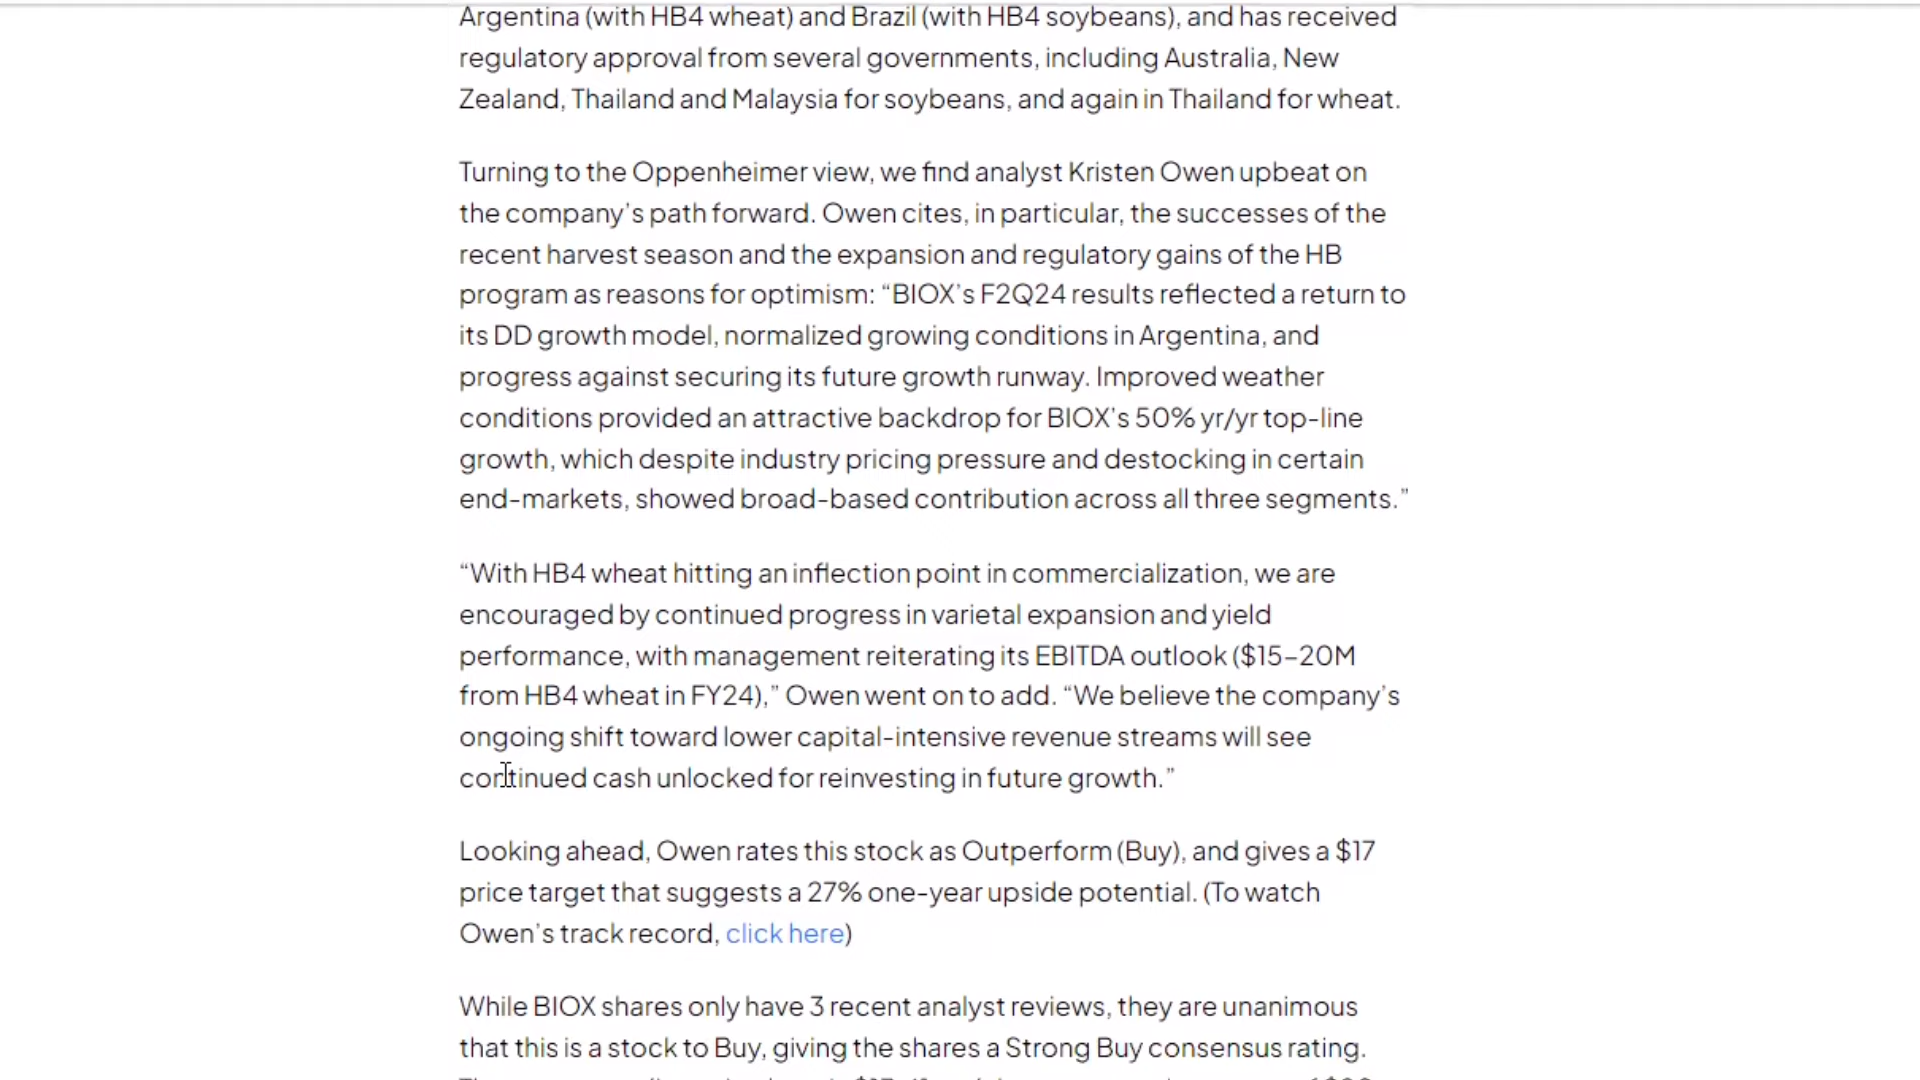 Argentina (with HB4 wheat) and Brazil (with HB4 soybeans), and has received
regulatory approval from several governments, including Australia, New
Zealand, Thailand and Malaysia for soybeans, and again in Thailand for wheat.
Turning to the Oppenheimer view, we find analyst Kristen Owen upbeat on
the company’s path forward. Owen cites, in particular, the successes of the
recent harvest season and the expansion and regulatory gains of the HB
program as reasons for optimism: “BIOX’s F2Q24 results reflected a return to
its DD growth model, normalized growing conditions in Argentina, and
progress against securing its future growth runway. Improved weather
conditions provided an attractive backdrop for BIOX’s 50% yr/yr top-line
growth, which despite industry pricing pressure and destocking in certain
end-markets, showed broad-based contribution across all three segments.”
“With HB4 wheat hitting an inflection point in commercialization, we are
encouraged by continued progress in varietal expansion and yield
performance, with management reiterating its EBITDA outlook ($15–20M
from HB4 wheat in FY24),” Owen went on to add. “We believe the company’s
ongoing shift toward lower capital-intensive revenue streams will see
continued cash unlocked for reinvesting in future growth.”
Looking ahead, Owen rates this stock as Outperform (Buy), and gives a $17
price target that suggests a 27% one-year upside potential. (To watch
Owen’s track record, click here)
While BIOX shares only have 3 recent analyst reviews, they are unanimous
that this is a stock to Buy, giving the shares a Strong Buy consensus rating.